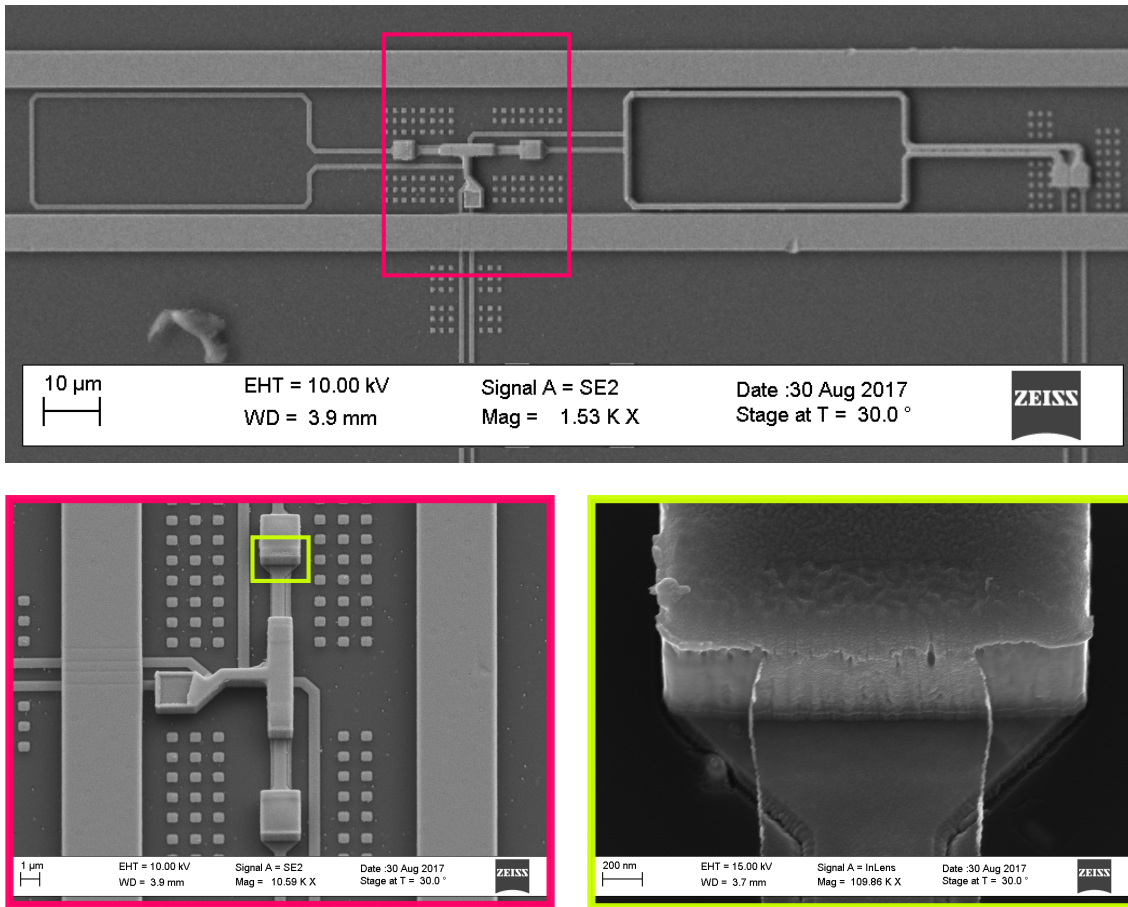 10 µm
EHT = 10.00 kV
WD = 3.9 mm
Signal A = SE2
Mag = 1.53 K X
Date :30 Aug 2017
Stage at T = 30.0 °
ZEISS
1 µm
EHT = 10.00 kV
WD = 3.9 mm
Signal A = SE2
Mag = 10.59 K X
Date :30 Aug 2017
Stage at T = 30.0 °
ZEISS
200 nm
EHT = 15.00 kV
WD = 3.7 mm
Signal A = InLens
Mag = 109.86 K X
Date :30 Aug 2017
Stage at T = 30.0 °
ZEISS